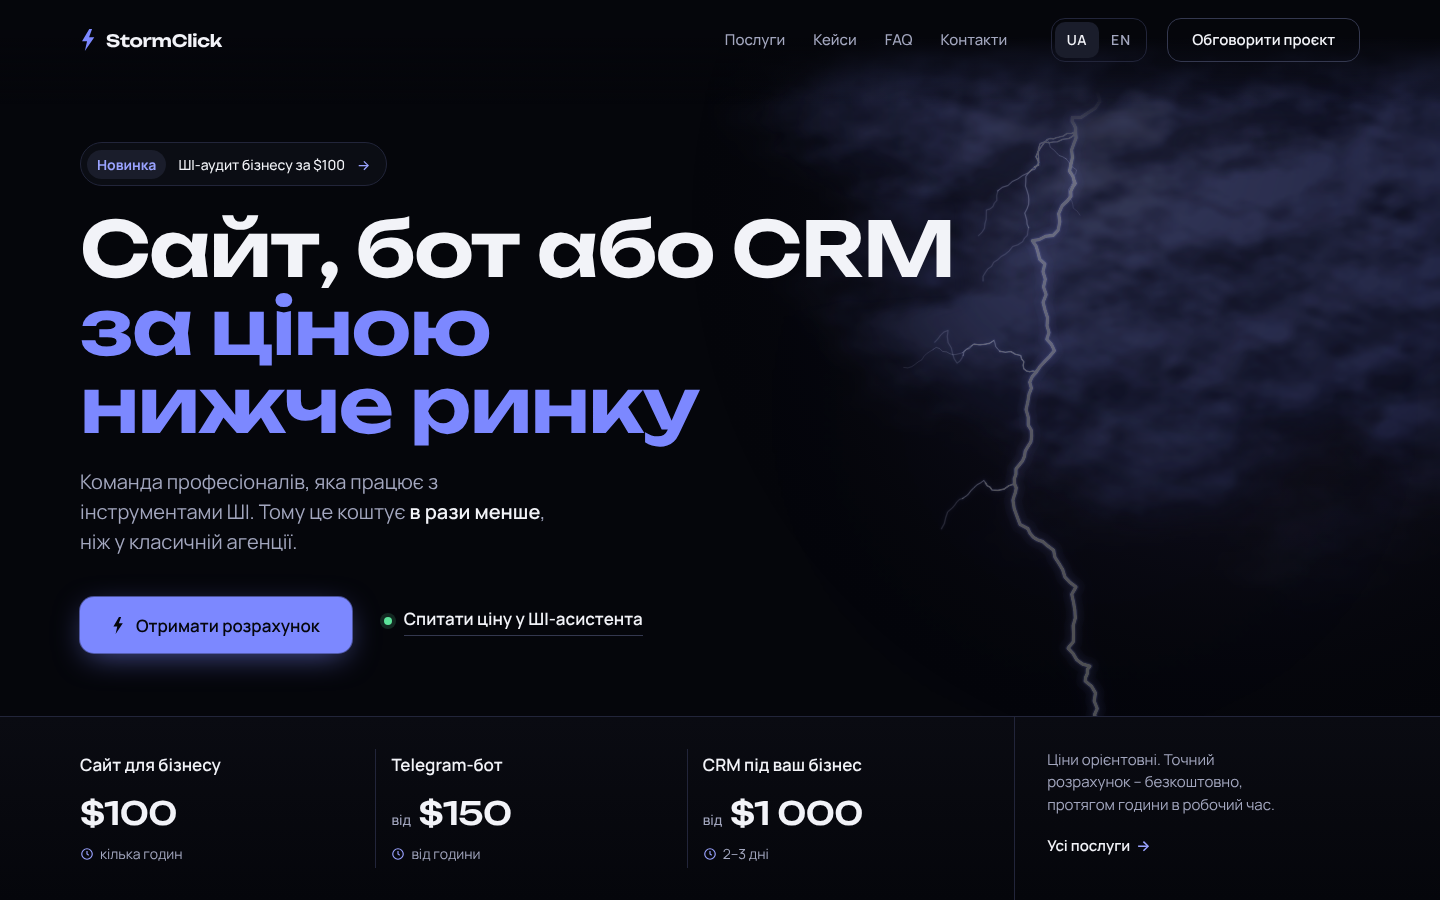 StormClick
Послуги
Кейси
FAQ
Контакти
UA
EN
Обговорити проєкт
Новинка ШІ-аудит бізнесу за $100 →
Сайт, бот або CRM
за ціною
нижче ринку
Команда професіоналів, яка працює з
інструментами ШІ. Тому це коштує в рази менше,
ніж у класичній агенції.
Отримати розрахунок
Спитати ціну у ШІ-асистента
Сайт для бізнесу
$100
кілька годин
Telegram-бот
від $150
від години
CRM під ваш бізнес
від $1 000
2–3 дні
Ціни орієнтовні. Точний
розрахунок – безкоштовно,
протягом години в робочий час.
Усі послуги →